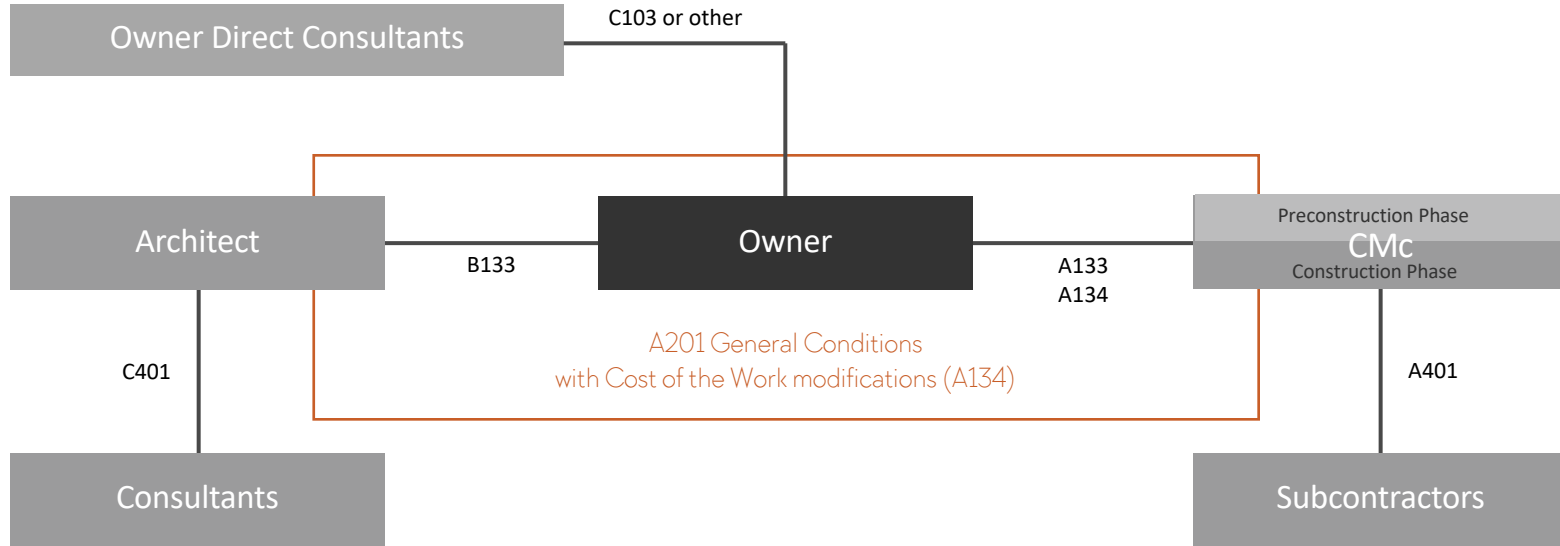 C103 or other
Owner Direct Consultants
Architect
Owner
Preconstruction Phase
CMc
Construction Phase
B133
A133
A134
A201 General Conditions
with Cost of the Work modifications (A134)
C401
A401
Consultants
Subcontractors